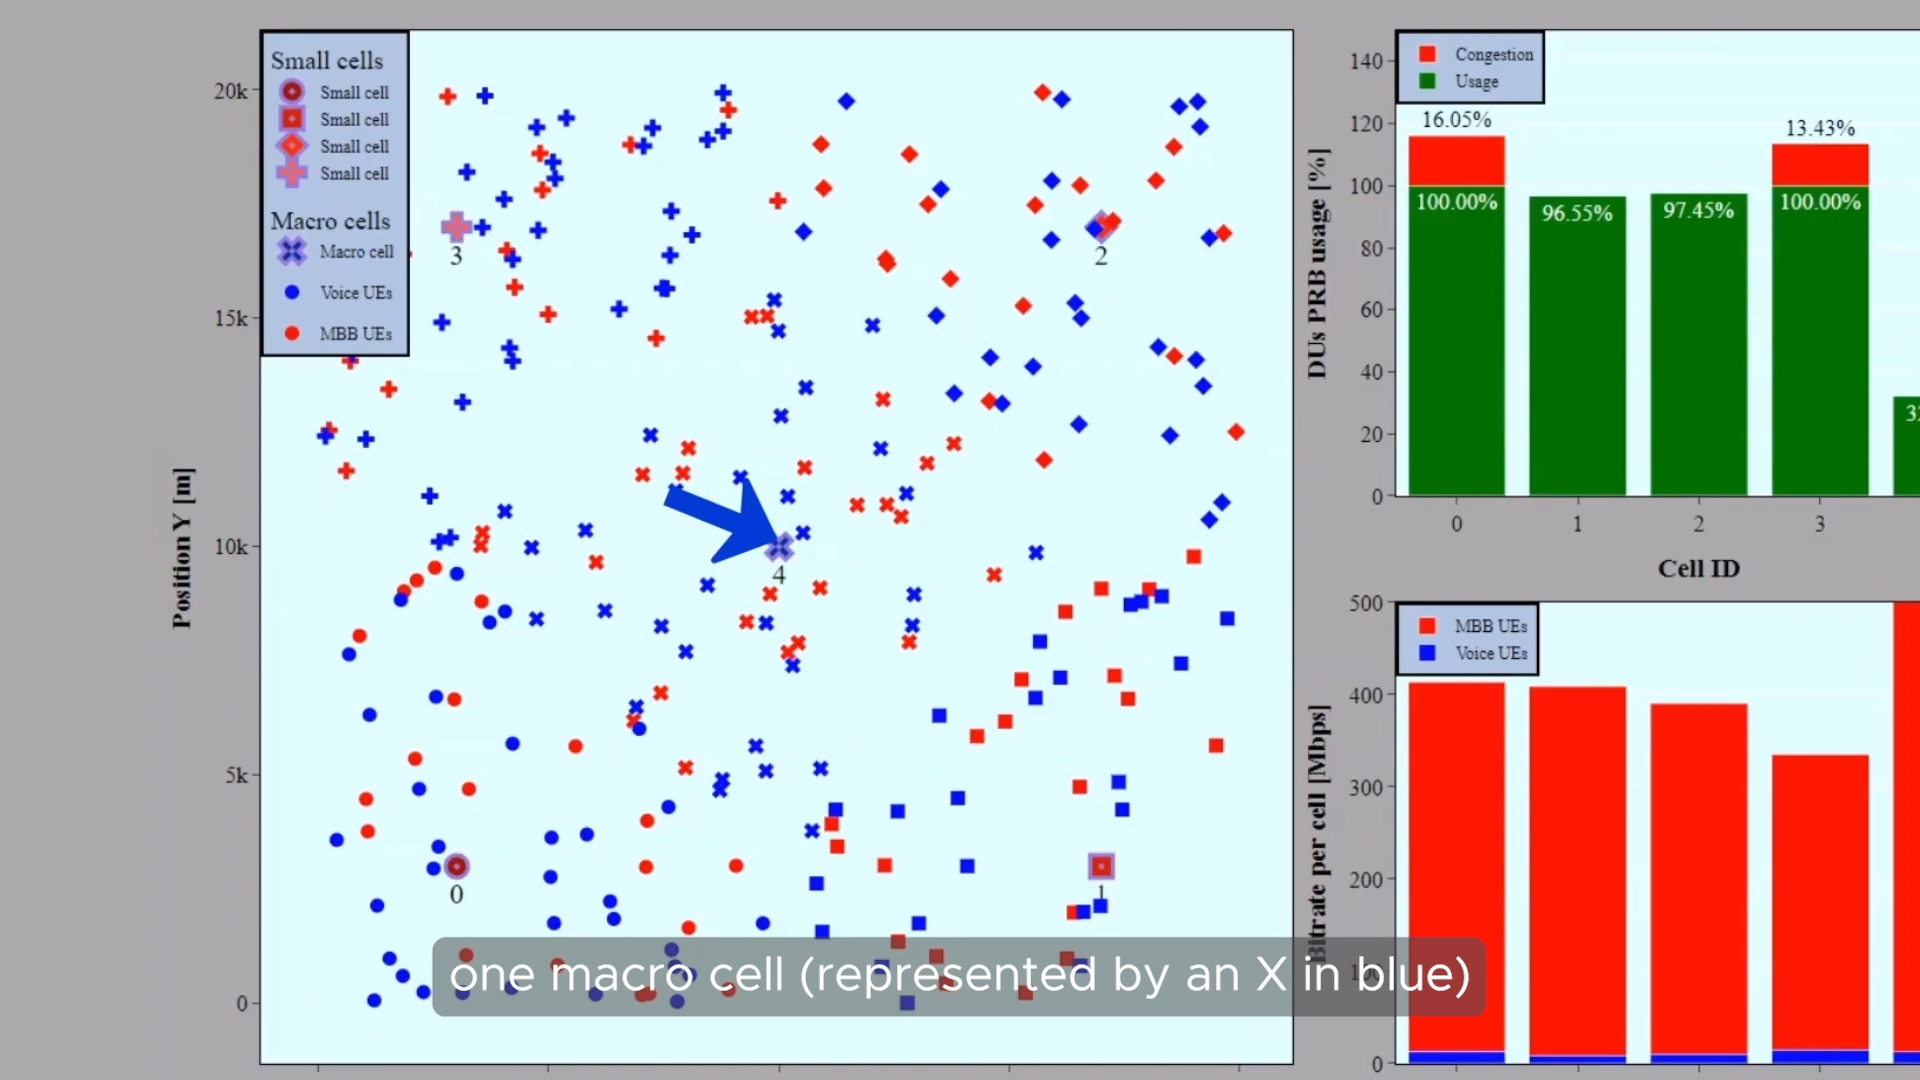 Small cells
Small cell
Small cell
Small cell
Small cell
Macro cells
Macro cell
Voice UEs
MBB UEs
20k
15k
10k
5k
0
Position Y [m]
3
2
4
0
1
Congestion
Usage
140
120
100
80
60
40
20
0
DUs PRB usage [%]
16.05%
100.00%
96.55%
97.45%
13.43%
100.00%
0
1
2
3
Cell ID
MBB UEs
Voice UEs
500
400
300
200
100
0
Bitrate per cell [Mbps]
one macro cell (represented by an X in blue)